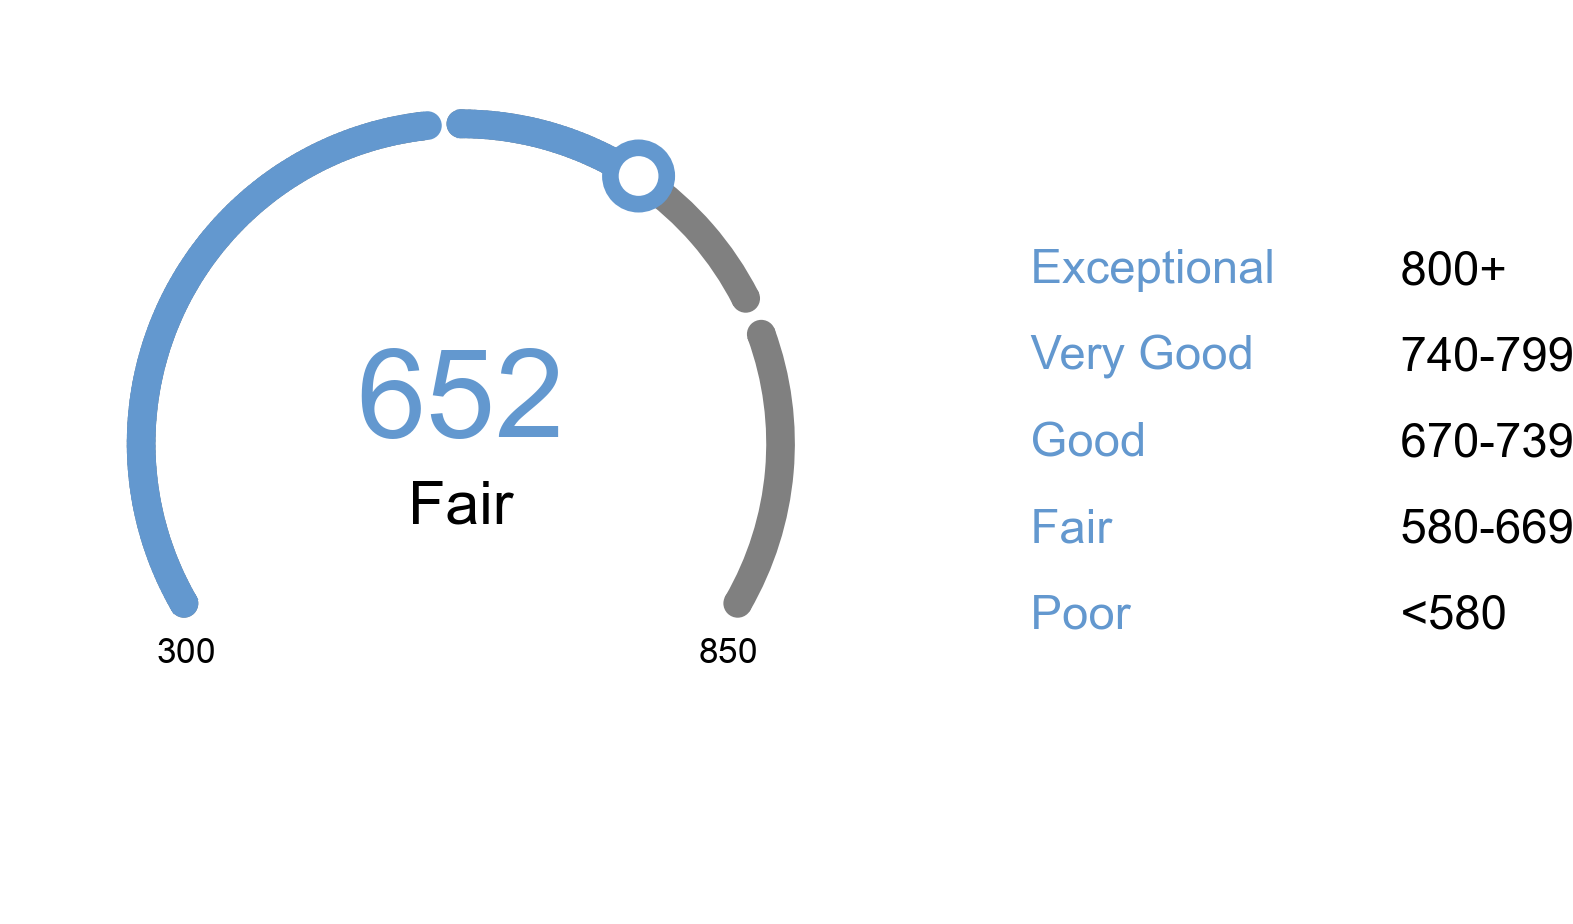 652
Fair
300
850
Exceptional 800+
Very Good 740-799
Good 670-739
Fair 580-669
Poor <580